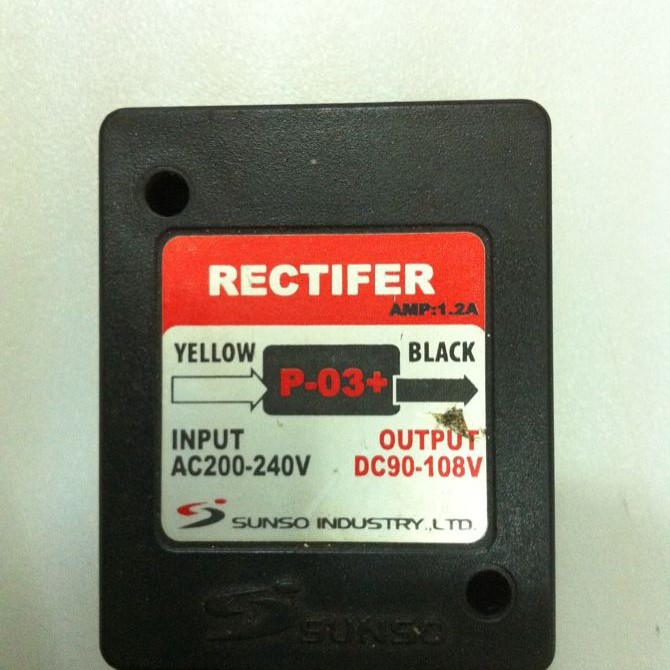 RECTIFER
AMP:1.2A
YELLOW BLACK
P-03+
INPUT OUTPUT
AC200-240V DC90-108V
SUNSO INDUSTRY.,LTD.
SUNSO